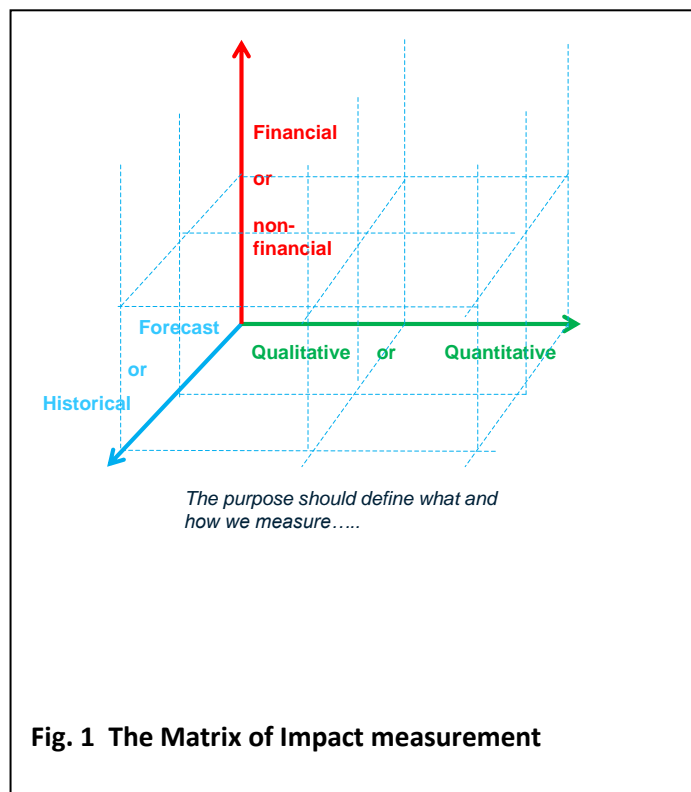 Financial
or
non-
financial
Forecast
or
Historical
Qualitative or Quantitative
The purpose should define what and
how we measure…..
Fig. 1 The Matrix of Impact measurement